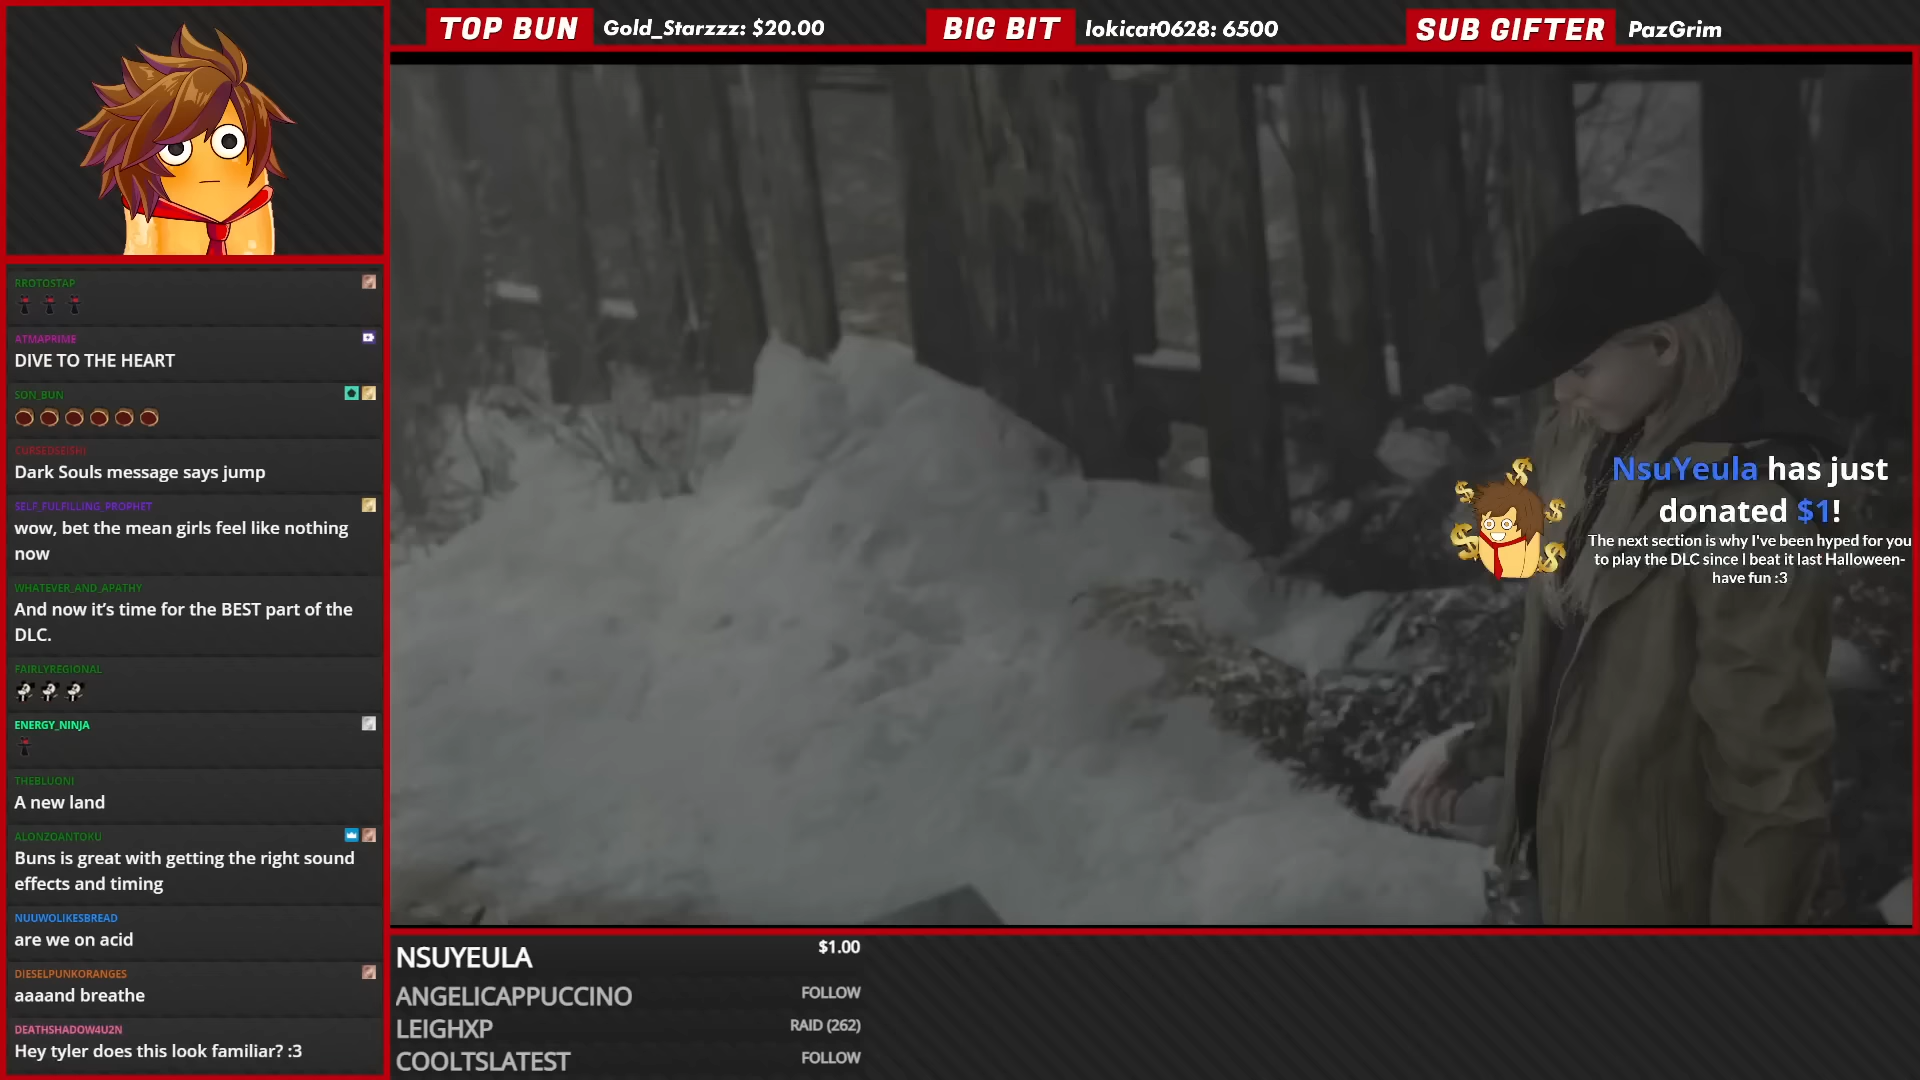 TOP BUN Gold_Starzzz: $20.00
BIG BIT lokicat0628: 6500
SUB GIFTER PazGrim
RROTOSTAP
ATMAPRIME
DIVE TO THE HEART
SON_BUN
CURSEDSEISHI
Dark Souls message says jump
SELF_FULFILLING_PROPHET
wow, bet the mean girls feel like nothing
now
WHATEVER_AND_APATHY
And now it’s time for the BEST part of the
DLC.
FAIRLYREGIONAL
ENERGY_NINJA
THEBLUONI
A new land
ALONZOANTOKU
Buns is great with getting the right sound
effects and timing
NUUWOLIKESBREAD
are we on acid
DIESELPUNKORANGES
aaaand breathe
DEATHSHADOW4U2N
Hey tyler does this look familiar? :3
NsuYeula has just
donated $1!
The next section is why I've been hyped for you
to play the DLC since I beat it last Halloween-
have fun :3
NSUYEULA $1.00
ANGELICAPPUCCINO FOLLOW
LEIGHXP RAID (262)
COOLTSLATEST FOLLOW